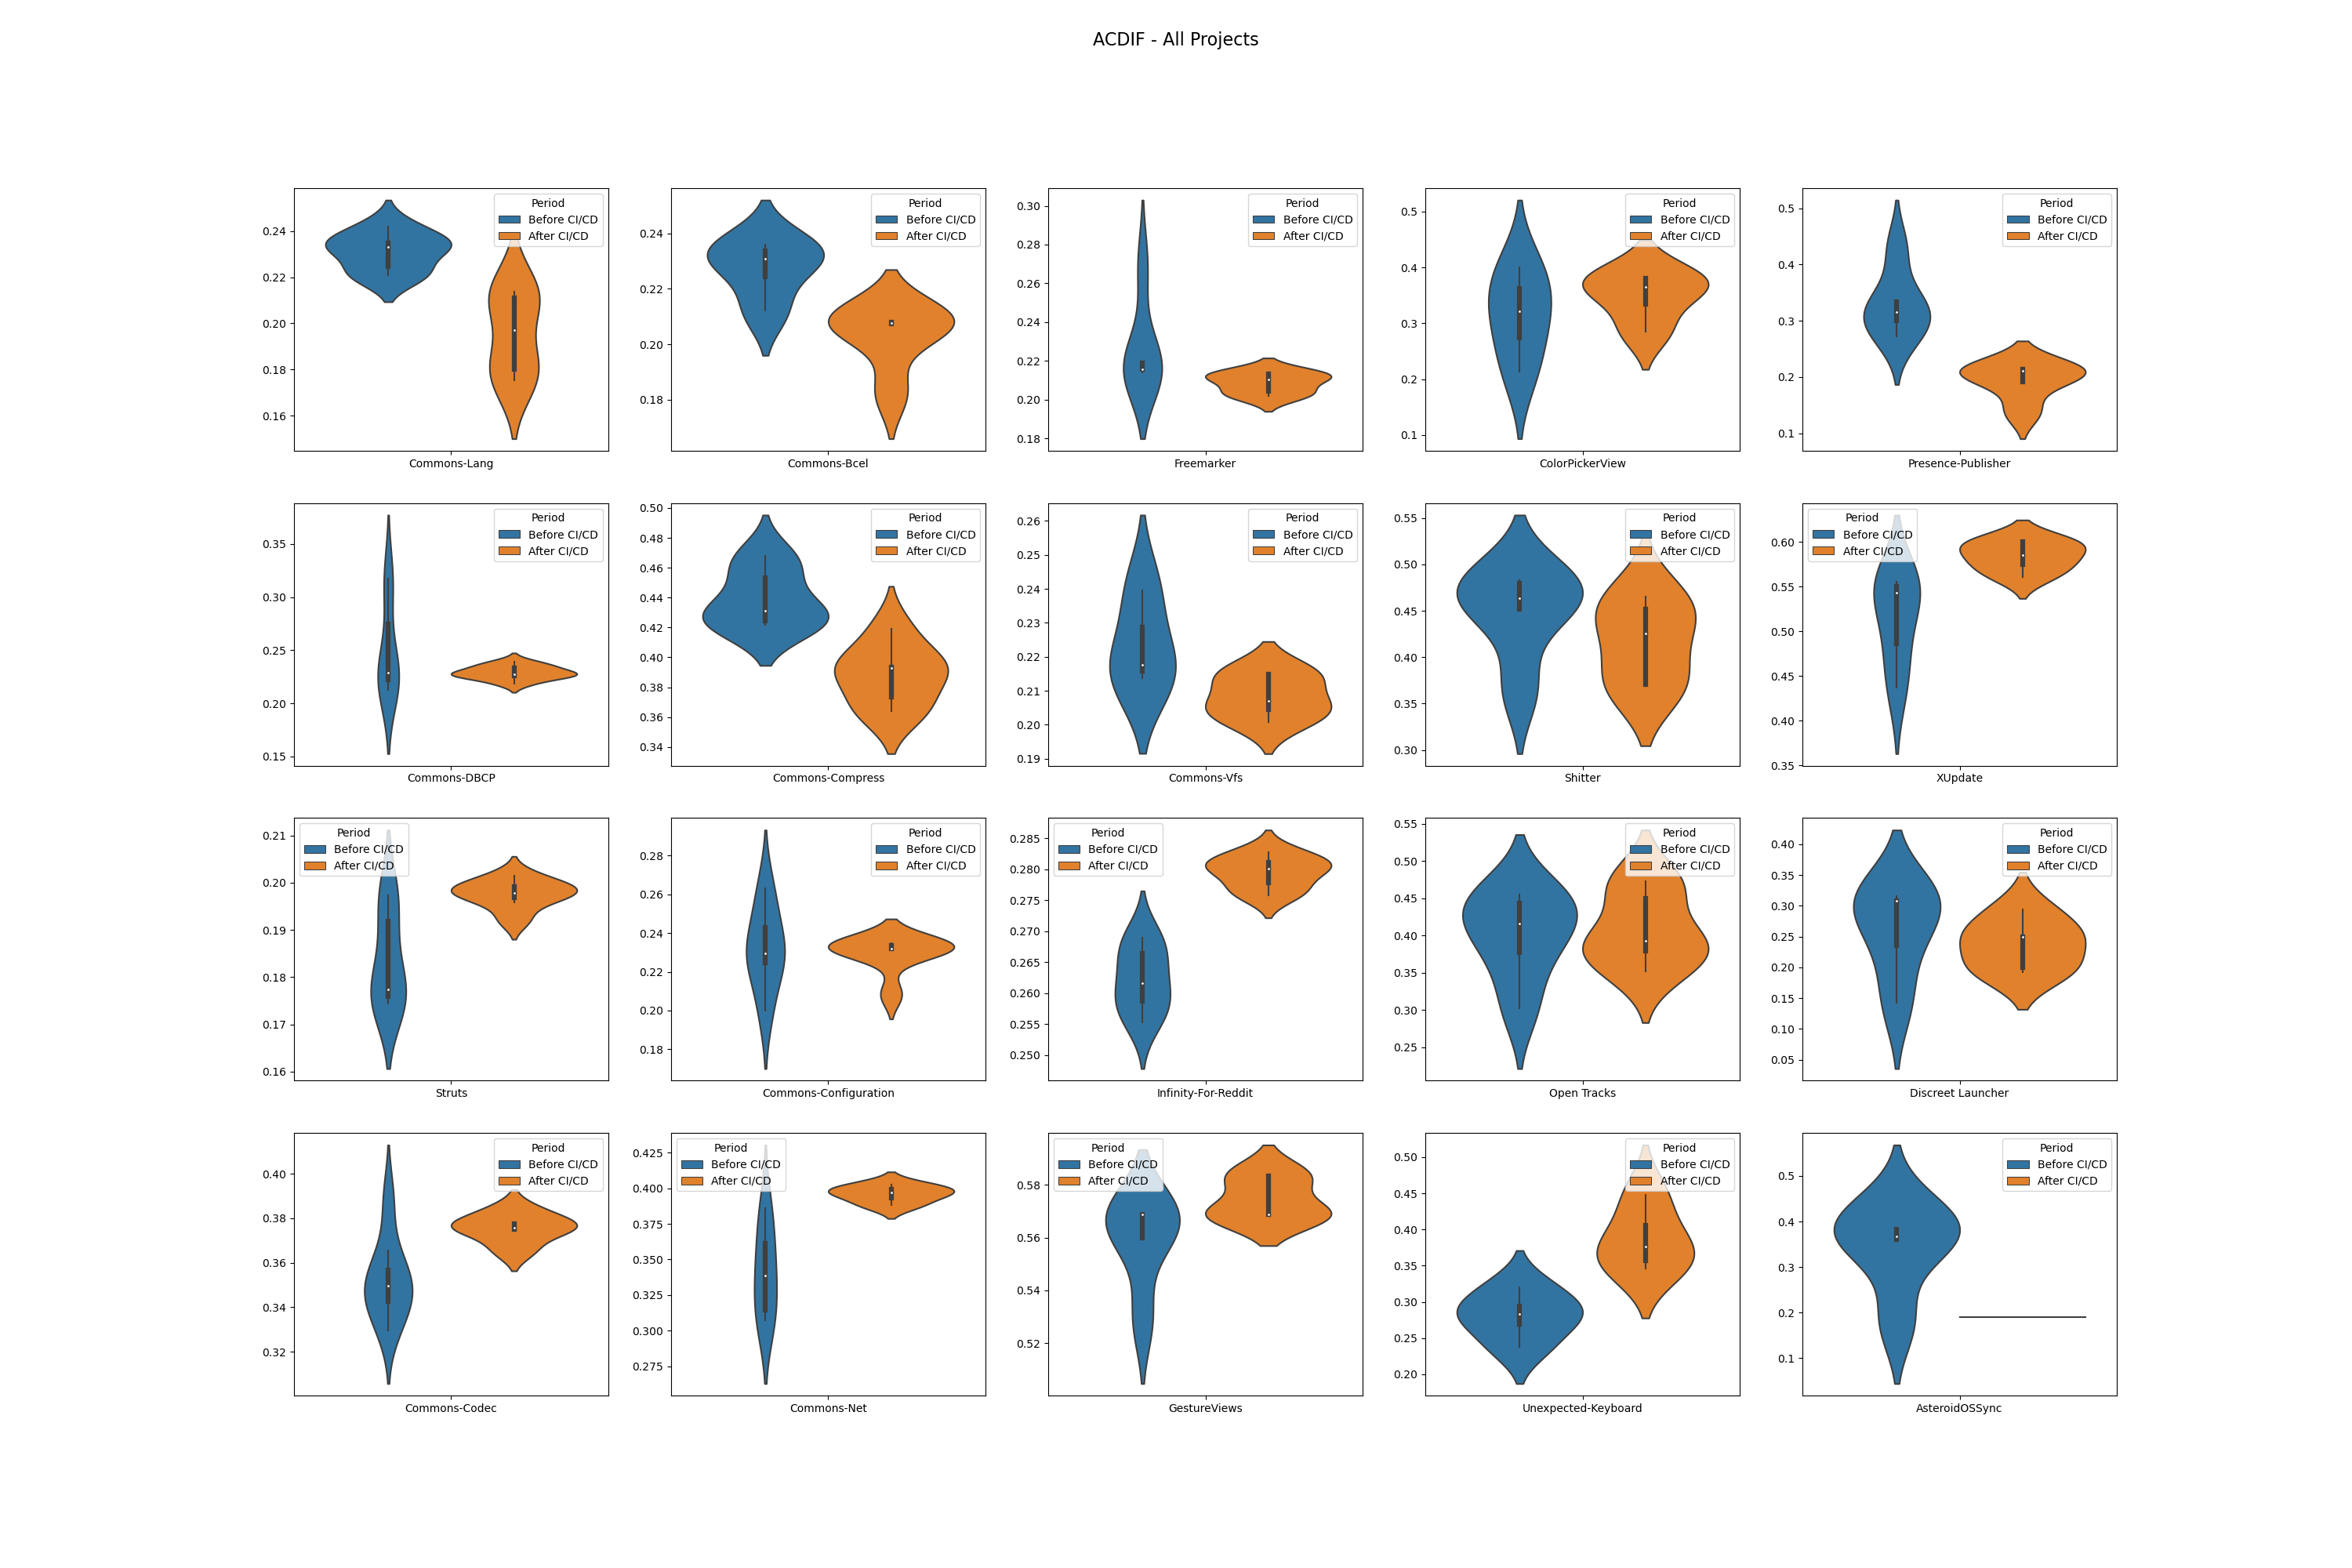 ACDIF - All Projects
Period
Before CI/CD
After CI/CD
0.24
0.22
0.20
0.18
0.16
Commons-Lang
Period
Before CI/CD
After CI/CD
0.24
0.22
0.20
0.18
Commons-Bcel
Period
Before CI/CD
After CI/CD
0.30
0.28
0.26
0.24
0.22
0.20
0.18
Freemarker
Period
Before CI/CD
After CI/CD
0.5
0.4
0.3
0.2
0.1
ColorPickerView
Period
Before CI/CD
After CI/CD
0.5
0.4
0.3
0.2
0.1
Presence-Publisher
Period
Before CI/CD
After CI/CD
0.35
0.30
0.25
0.20
0.15
Commons-DBCP
Period
Before CI/CD
After CI/CD
0.50
0.48
0.46
0.44
0.42
0.40
0.38
0.36
0.34
Commons-Compress
Period
Before CI/CD
After CI/CD
0.26
0.25
0.24
0.23
0.22
0.21
0.20
0.19
Commons-Vfs
Period
Before CI/CD
After CI/CD
0.55
0.50
0.45
0.40
0.35
0.30
Shitter
Period
Before CI/CD
After CI/CD
0.60
0.55
0.50
0.45
0.40
0.35
XUpdate
Period
Before CI/CD
After CI/CD
0.21
0.20
0.19
0.18
0.17
0.16
Struts
Period
Before CI/CD
After CI/CD
0.28
0.26
0.24
0.22
0.20
0.18
Commons-Configuration
Period
Before CI/CD
After CI/CD
0.285
0.280
0.275
0.270
0.265
0.260
0.255
0.250
Infinity-For-Reddit
Period
Before CI/CD
After CI/CD
0.55
0.50
0.45
0.40
0.35
0.30
0.25
Open Tracks
Period
Before CI/CD
After CI/CD
0.40
0.35
0.30
0.25
0.20
0.15
0.10
0.05
Discreet Launcher
Period
Before CI/CD
After CI/CD
0.40
0.38
0.36
0.34
0.32
Commons-Codec
Period
Before CI/CD
After CI/CD
0.425
0.400
0.375
0.350
0.325
0.300
0.275
Commons-Net
Period
Before CI/CD
After CI/CD
0.58
0.56
0.54
0.52
GestureViews
Period
Before CI/CD
After CI/CD
0.50
0.45
0.40
0.35
0.30
0.25
0.20
Unexpected-Keyboard
Period
Before CI/CD
After CI/CD
0.5
0.4
0.3
0.2
0.1
AsteroidOSSync